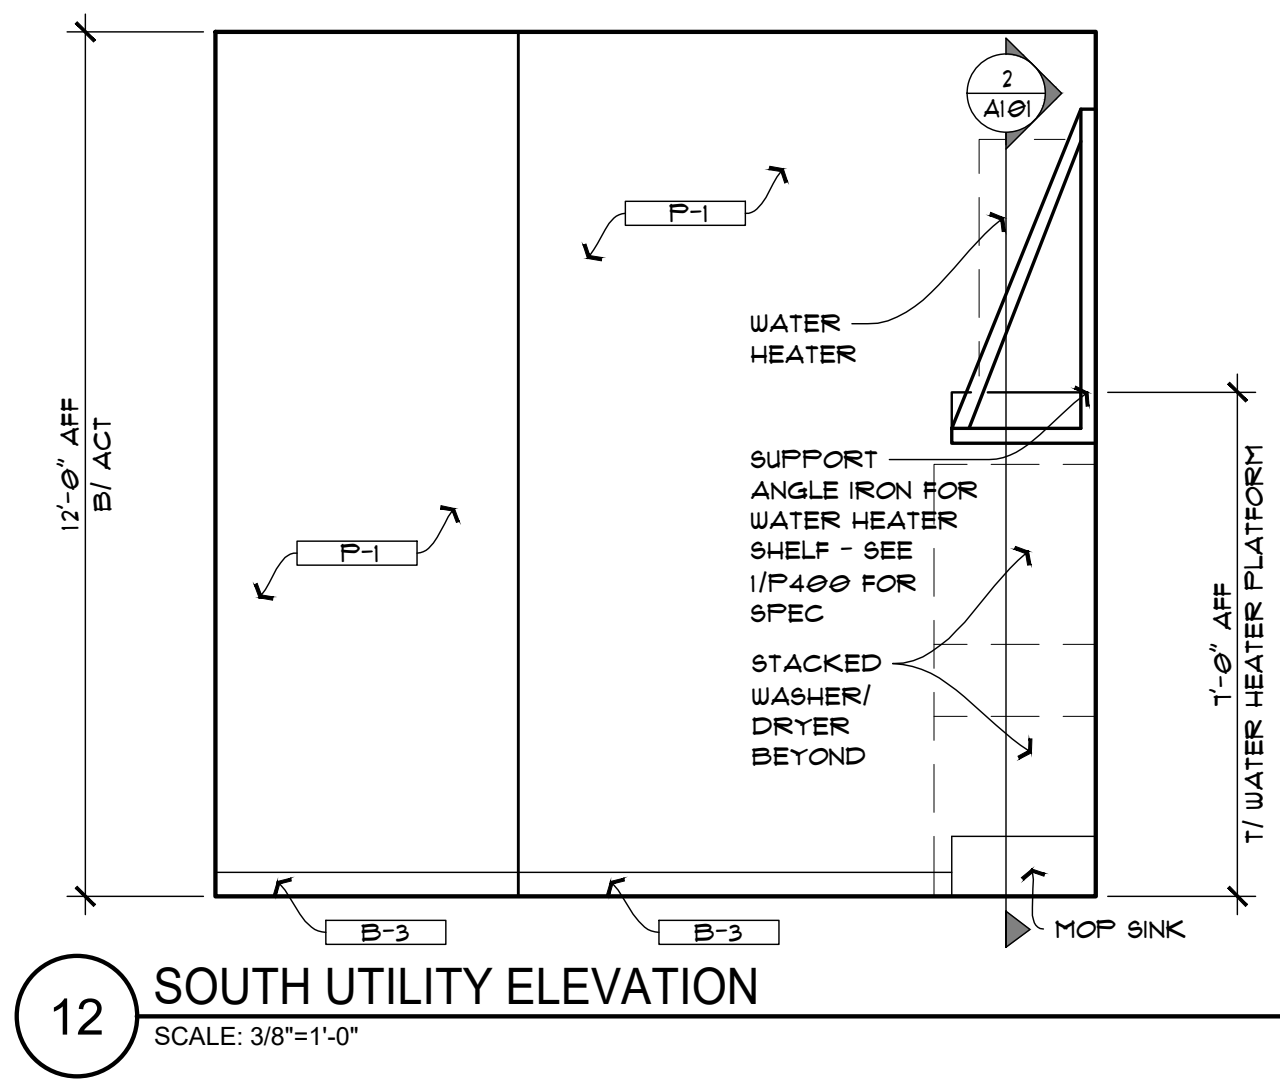 2
A101
P-1
WATER
HEATER
12'-0" AFF
B/ ACT
SUPPORT
ANGLE IRON FOR
WATER HEATER
SHELF - SEE
1/P400 FOR
SPEC
P-1
STACKED
WASHER/
DRYER
BEYOND
7'-0" AFF
T/ WATER HEATER PLATFORM
B-3
B-3
MOP SINK
12
SOUTH UTILITY ELEVATION
SCALE: 3/8"=1'-0"